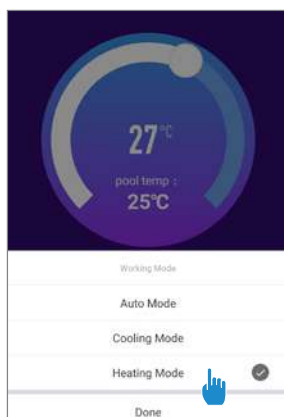 27°C
pool temp :
25°C
Working Mode
Auto Mode
Cooling Mode
Heating Mode
Done